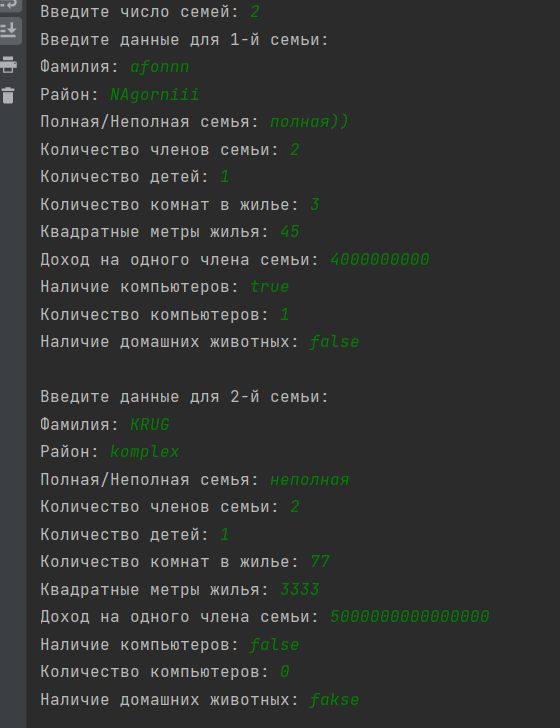 Введите число семей: 2
Введите данные для 1-й семьи:
Фамилия: afonnn
Район: NAgorniii
Полная/Неполная семья: полная))
Количество членов семьи: 2
Количество детей: 1
Количество комнат в жилье: 3
Квадратные метры жилья: 45
Доход на одного члена семьи: 4000000000
Наличие компьютеров: true
Количество компьютеров: 1
Наличие домашних животных: false
Введите данные для 2-й семьи:
Фамилия: KRUG
Район: komplex
Полная/Неполная семья: неполная
Количество членов семьи: 2
Количество детей: 1
Количество комнат в жилье: 77
Квадратные метры жилья: 3333
Доход на одного члена семьи: 5000000000000000
Наличие компьютеров: false
Количество компьютеров: 0
Наличие домашних животных: fakse